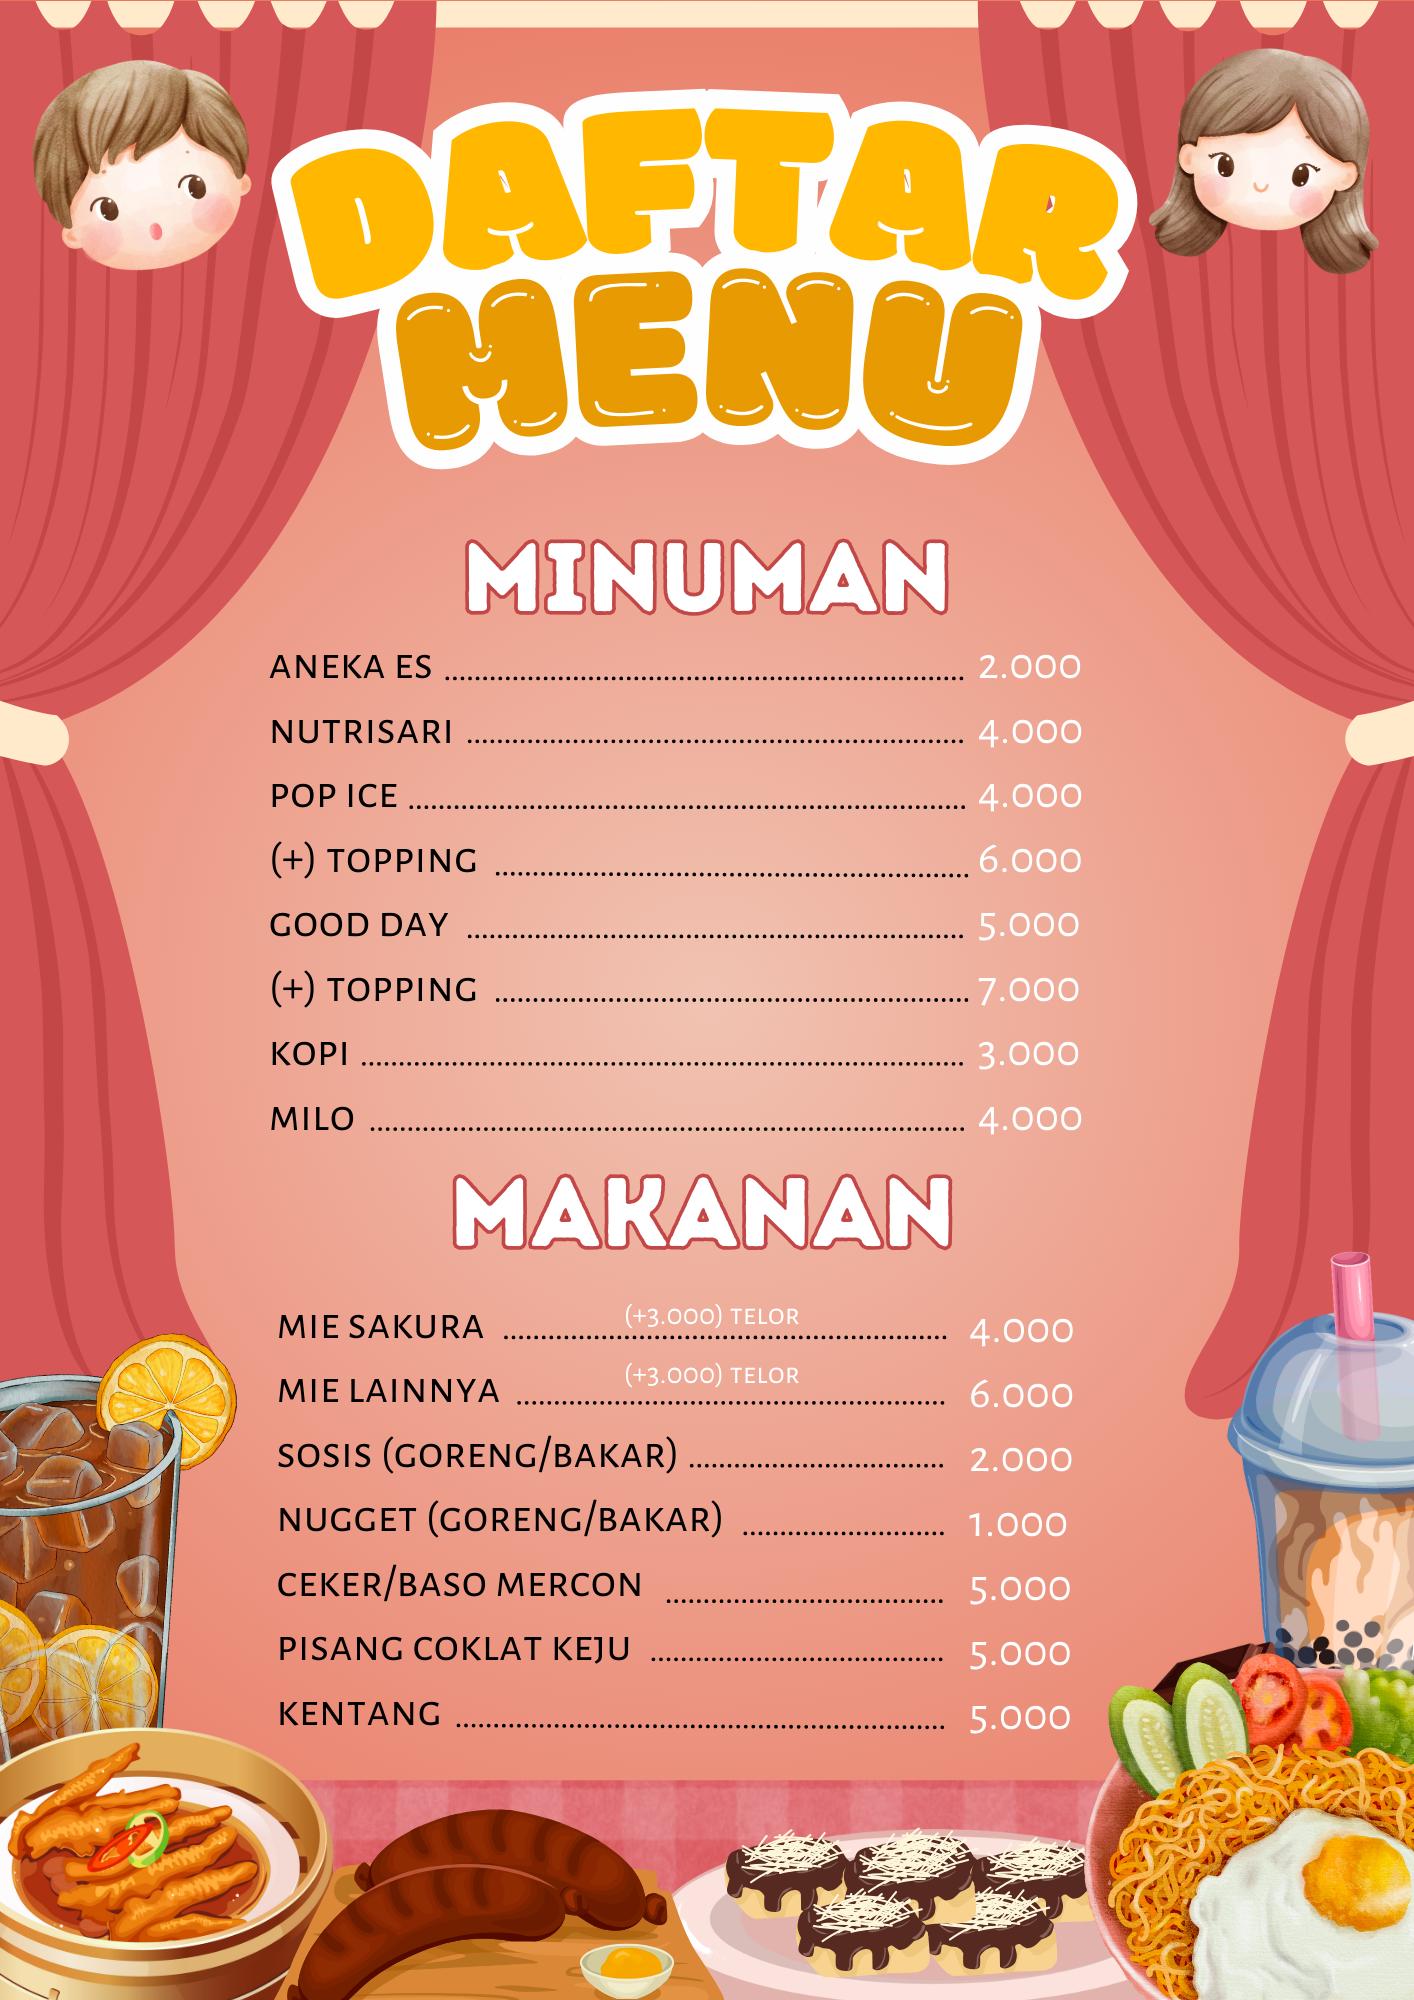 DAFTAR
MENU
MINUMAN
ANEKA ES ........ 2.000
NUTRISARI ........ 4.000
POP ICE ........ 4.000
(+) TOPPING ........ 6.000
GOOD DAY ........ 5.000
(+) TOPPING ........ 7.000
KOPI ........ 3.000
MILO ........ 4.000
MAKANAN
MIE SAKURA ........ (+3.000) TELOR ........ 4.000
MIE LAINNYA ........ (+3.000) TELOR ........ 6.000
SOSIS (GORENG/BAKAR) ........ 2.000
NUGGET (GORENG/BAKAR) ........ 1.000
CEKER/BASO MERCON ........ 5.000
PISANG COKLAT KEJU ........ 5.000
KENTANG ........ 5.000